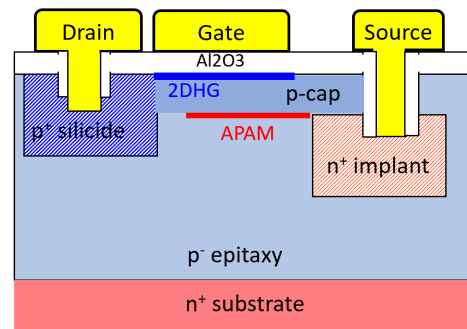 Drain Gate Source
Al2O3
2DHG p-cap
p+ silicide
APAM
n+ implant
p- epitaxy
n+ substrate